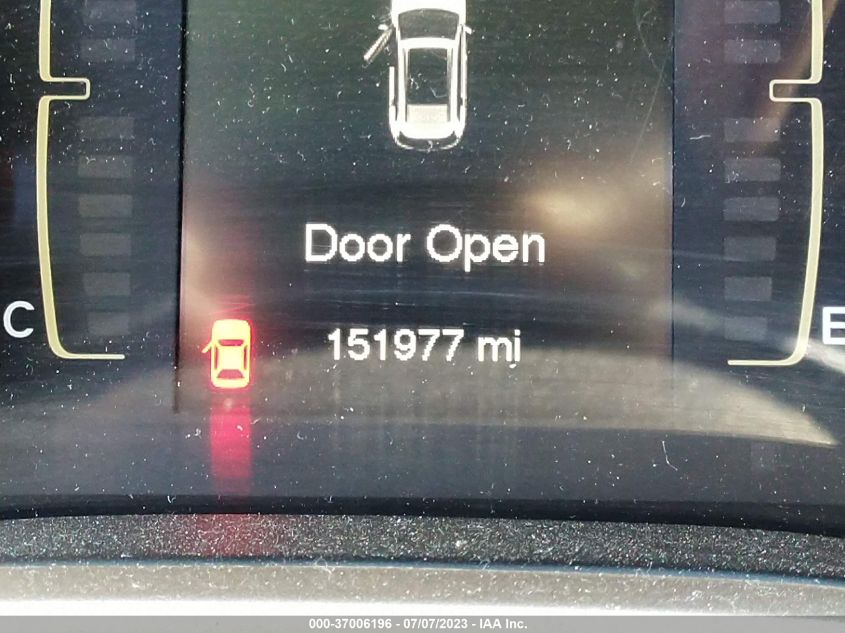 Door Open
C
E
151977 mi
000-37006196 - 07/07/2023 - IAA Inc.